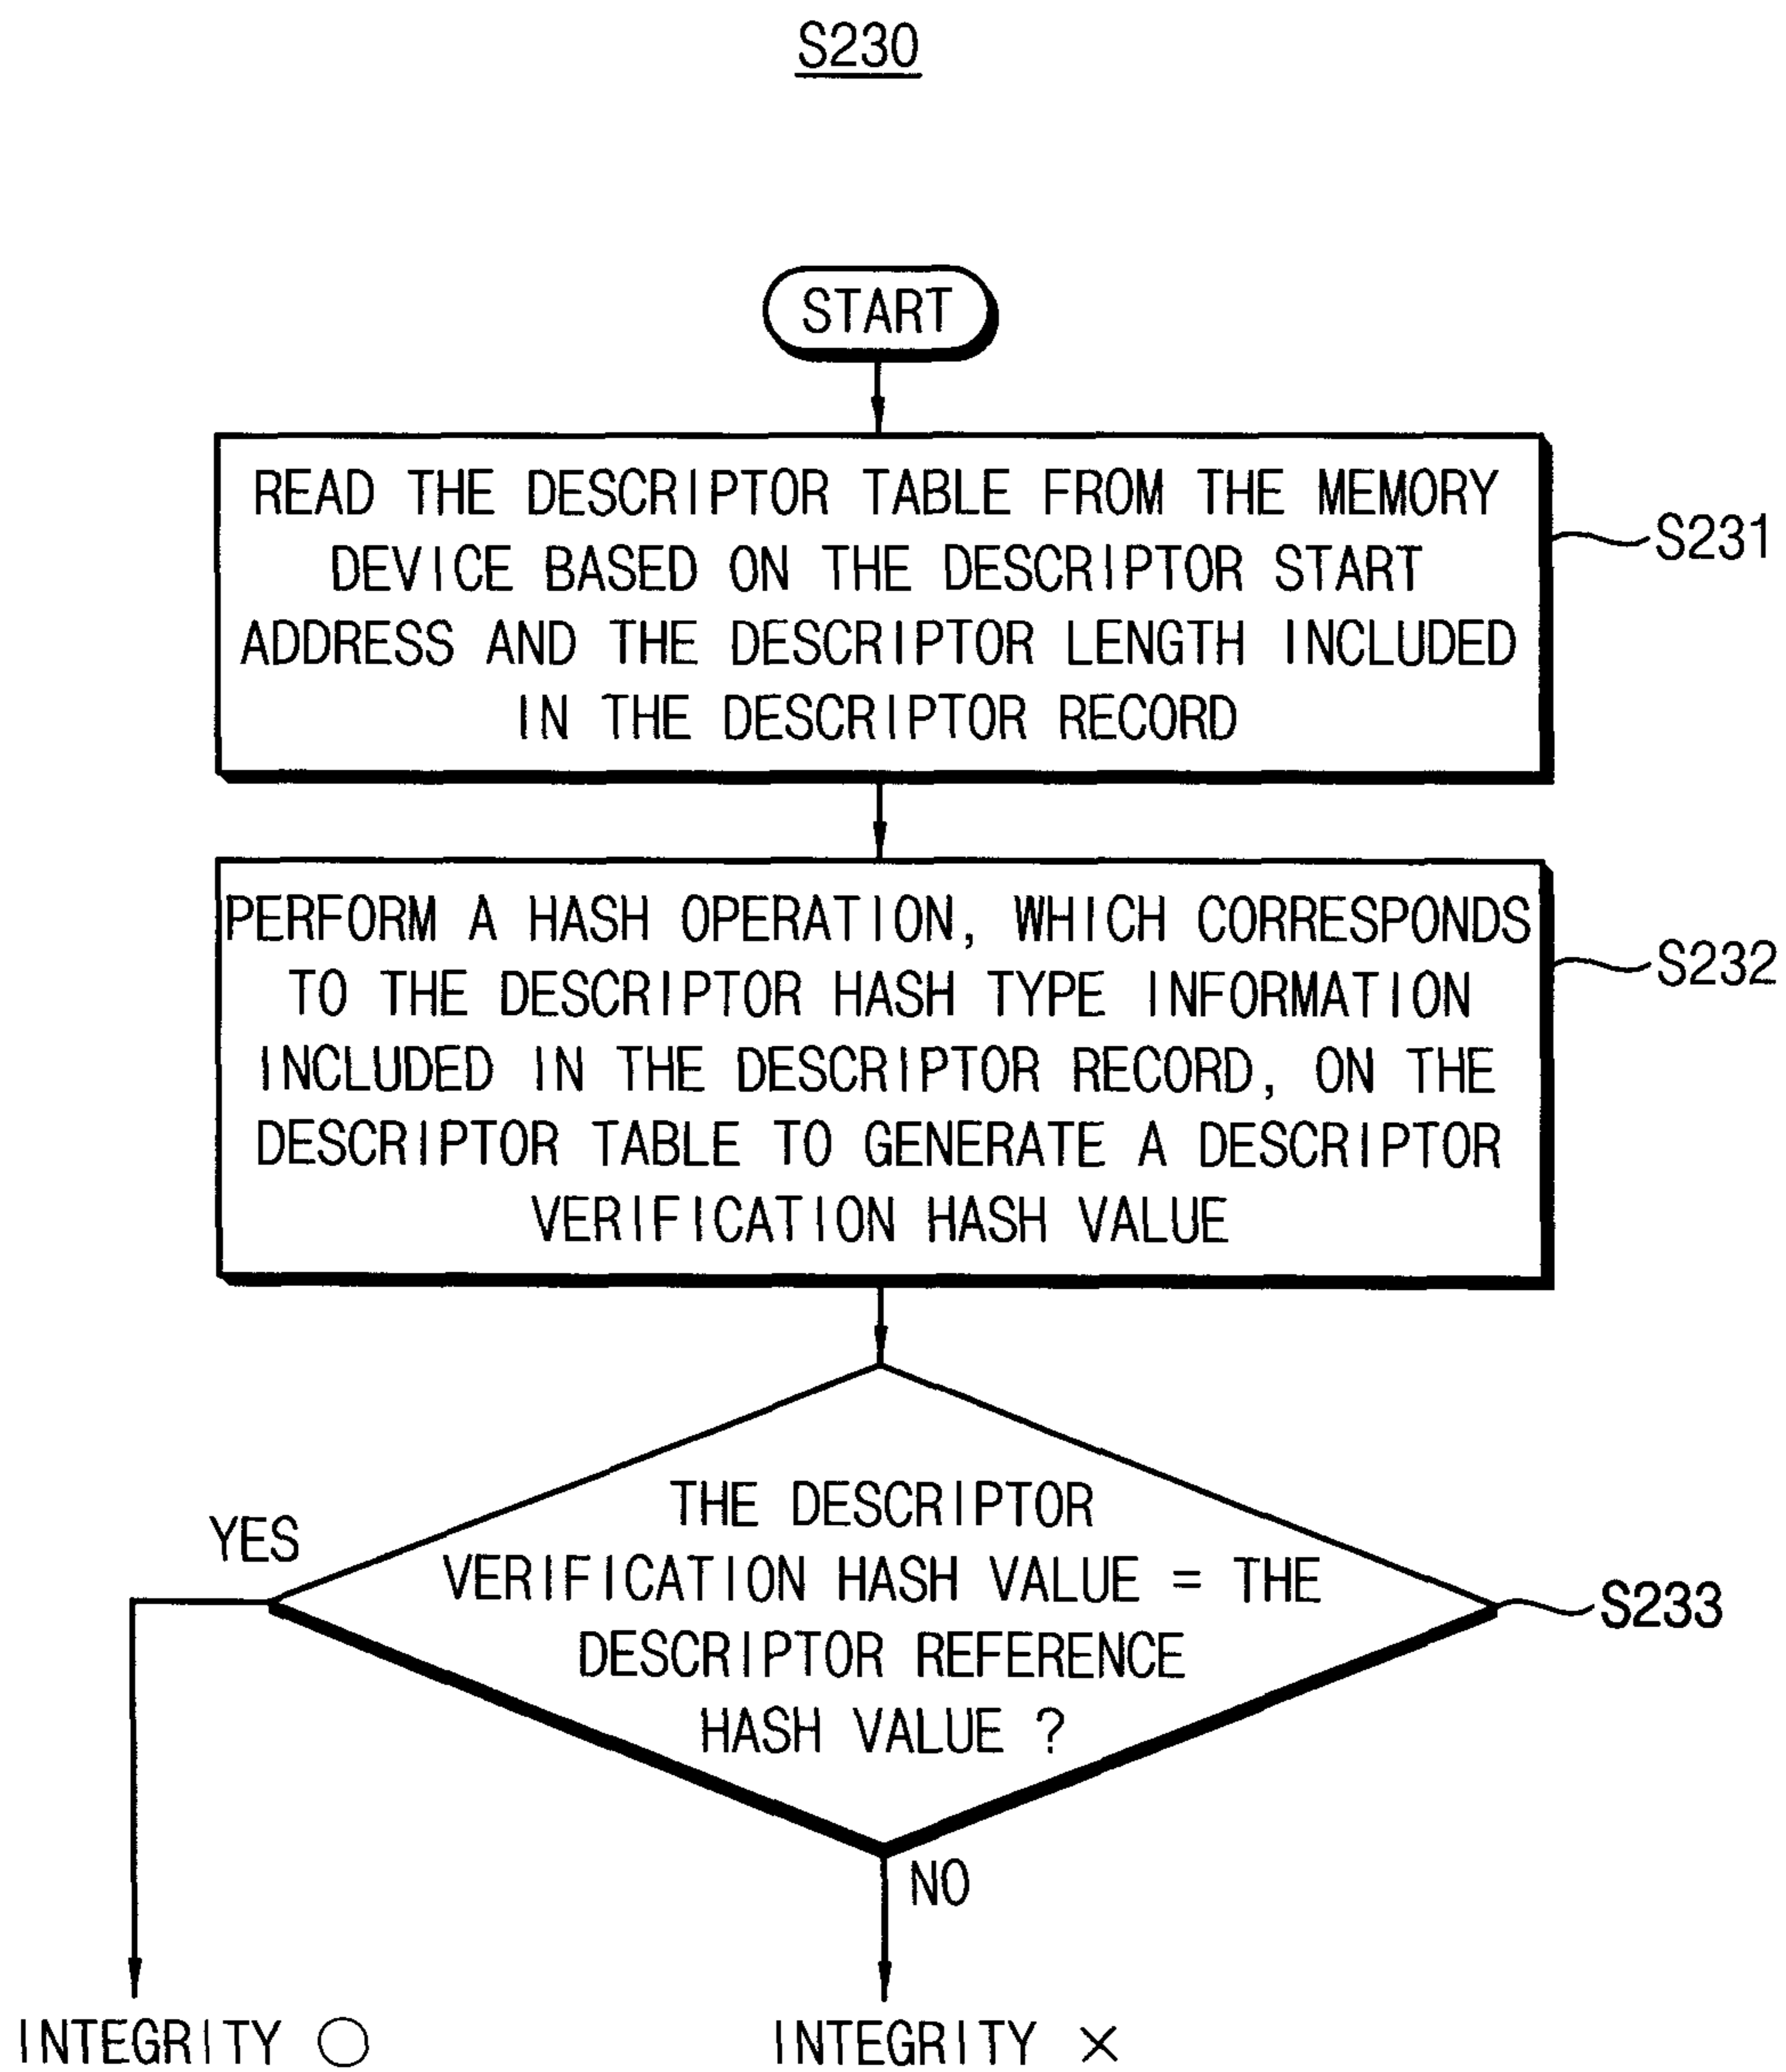 S230
START
READ THE DESCRIPTOR TABLE FROM THE MEMORY
DEVICE BASED ON THE DESCRIPTOR START
ADDRESS AND THE DESCRIPTOR LENGTH INCLUDED
IN THE DESCRIPTOR RECORD
S231
PERFORM A HASH OPERATION, WHICH CORRESPONDS
TO THE DESCRIPTOR HASH TYPE INFORMATION
INCLUDED IN THE DESCRIPTOR RECORD, ON THE
DESCRIPTOR TABLE TO GENERATE A DESCRIPTOR
VERIFICATION HASH VALUE
S232
THE DESCRIPTOR
VERIFICATION HASH VALUE = THE
DESCRIPTOR REFERENCE
HASH VALUE ?
S233
YES
NO
INTEGRITY ○
INTEGRITY ×